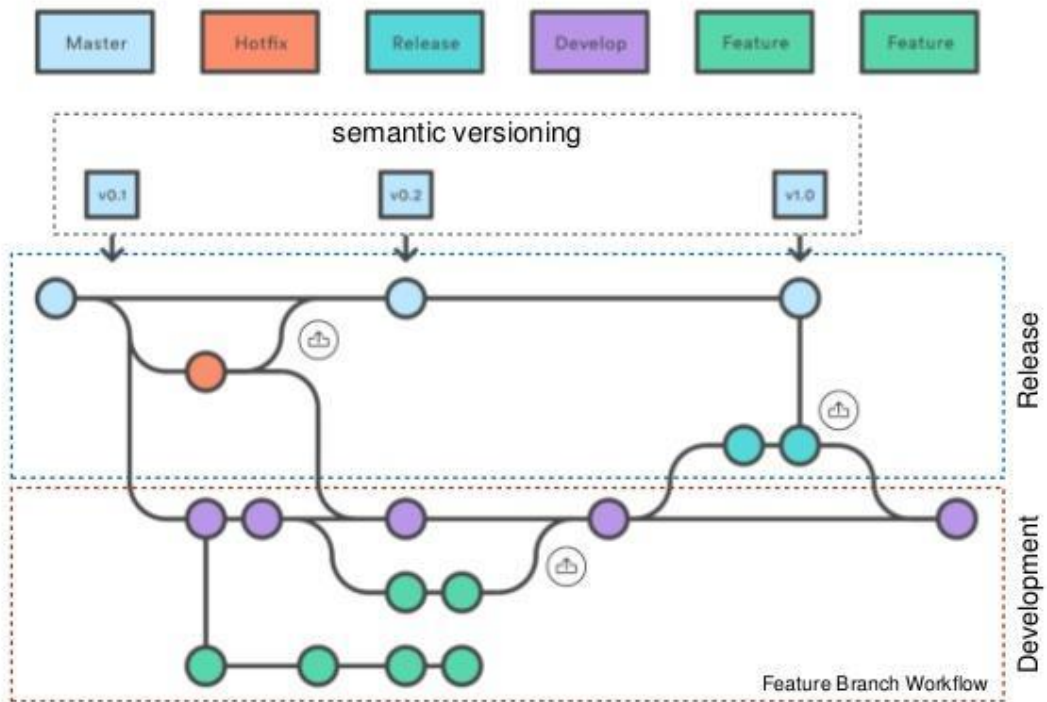 Master
Hotfix
Release
Develop
Feature
Feature
semantic versioning
v0.1
v0.2
v1.0
Release
Development
Feature Branch Workflow